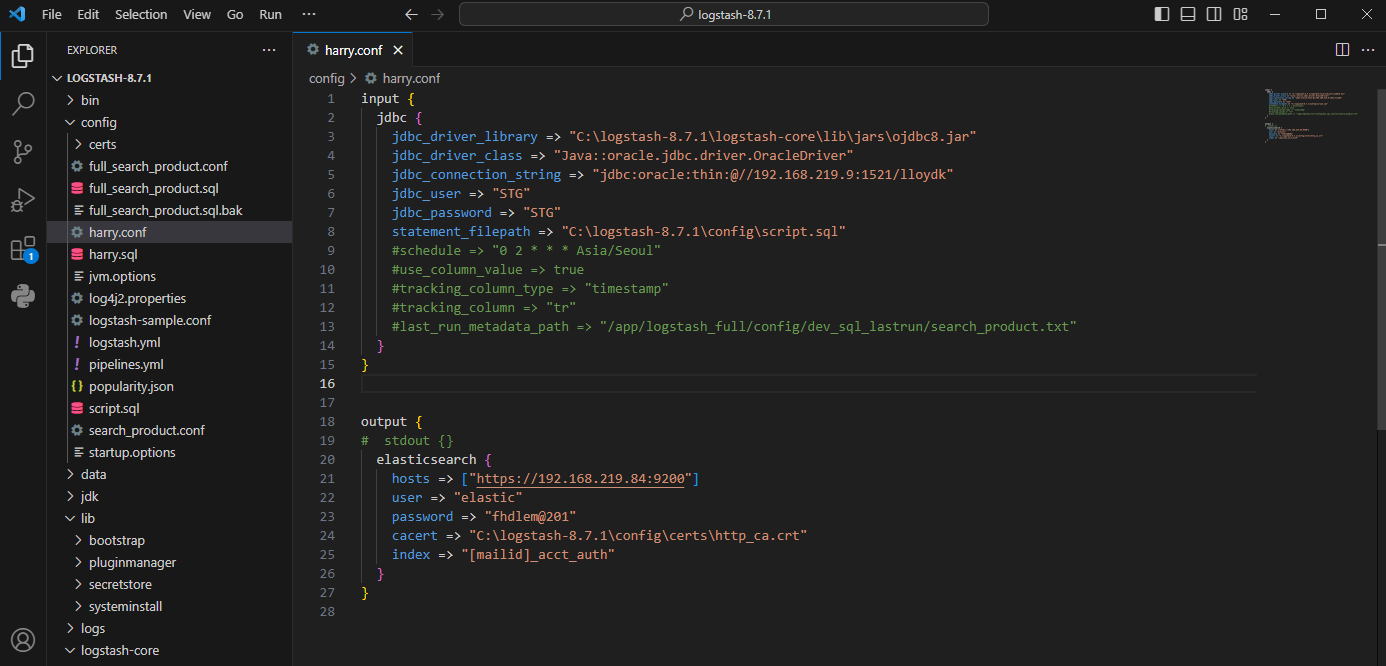 File Edit Selection View Go Run ··· logstash-8.7.1
EXPLORER ···
LOGSTASH-8.7.1
bin
config
certs
full_search_product.conf
full_search_product.sql
full_search_product.sql.bak
harry.conf
harry.sql
jvm.options
log4j2.properties
logstash-sample.conf
logstash.yml
pipelines.yml
popularity.json
script.sql
search_product.conf
startup.options
data
jdk
lib
bootstrap
pluginmanager
secretstore
systeminstall
logs
logstash-core
1
harry.conf
config > harry.conf
1 input {
2   jdbc {
3     jdbc_driver_library => "C:\logstash-8.7.1\logstash-core\lib\jars\ojdbc8.jar"
4     jdbc_driver_class => "Java::oracle.jdbc.driver.OracleDriver"
5     jdbc_connection_string => "jdbc:oracle:thin:@//192.168.219.9:1521/lloydk"
6     jdbc_user => "STG"
7     jdbc_password => "STG"
8     statement_filepath => "C:\logstash-8.7.1\config\script.sql"
9     #schedule => "0 2 * * * Asia/Seoul"
10     #use_column_value => true
11     #tracking_column_type => "timestamp"
12     #tracking_column => "tr"
13     #last_run_metadata_path => "/app/logstash_full/config/dev_sql_lastrun/search_product.txt"
14   }
15 }
16
17
18 output {
19 #  stdout {}
20   elasticsearch {
21     hosts => ["https://192.168.219.84:9200"]
22     user => "elastic"
23     password => "fhdlem@201"
24     cacert => "C:\logstash-8.7.1\config\certs\http_ca.crt"
25     index => "[mailid]_acct_auth"
26   }
27 }
28